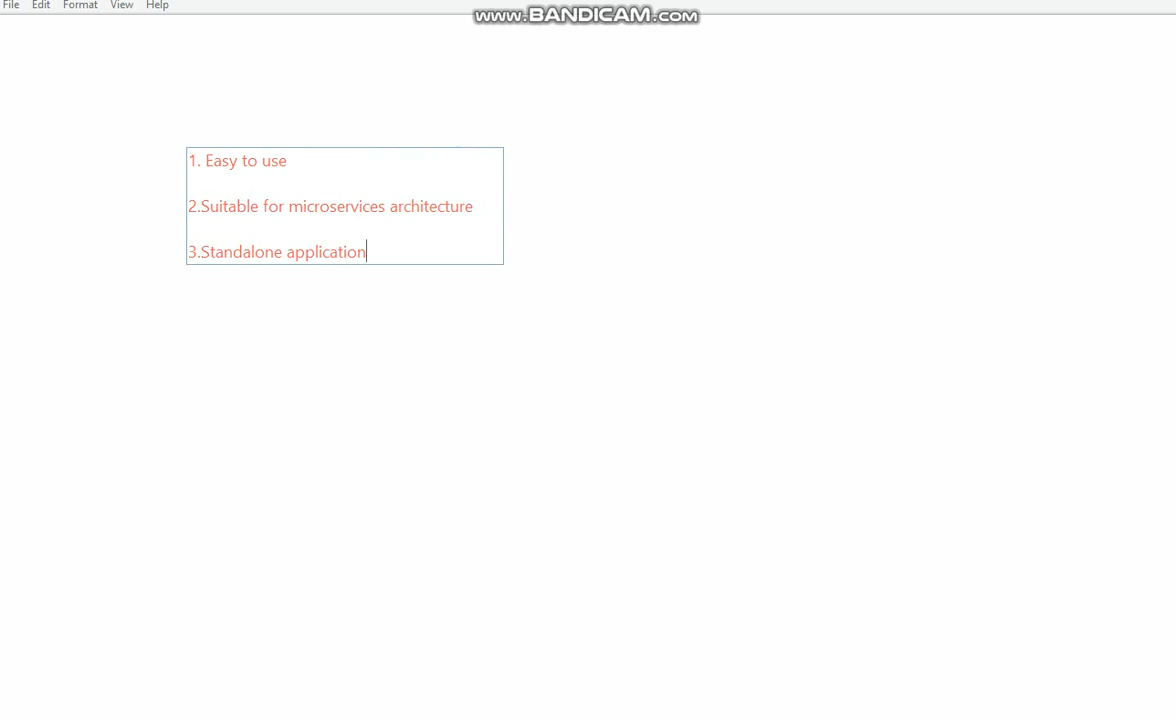 File Edit Format View Help
www.BANDICAM.com
1. Easy to use
2.Suitable for microservices architecture
3.Standalone application